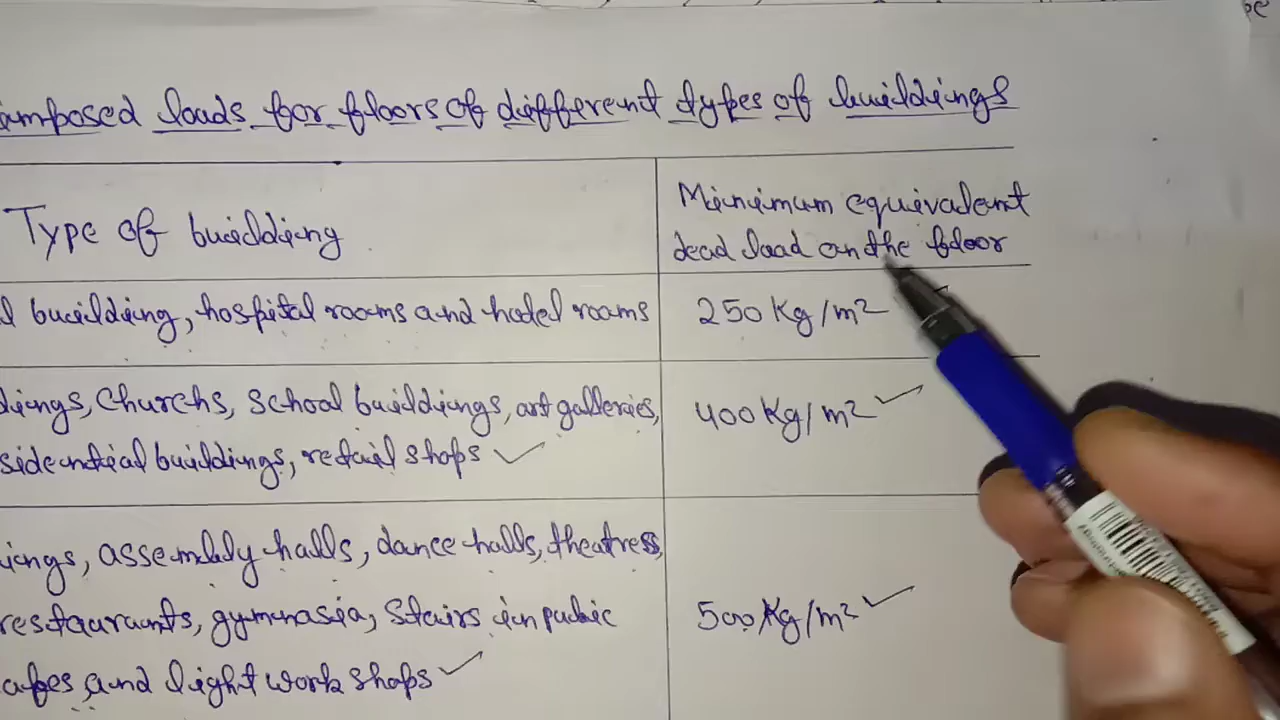 imposed loads for floors of different types of buildings
Type of building
Minimum equivalent
dead load on the floor
l building, hospital rooms and hotel rooms
250 Kg/m²
dings, Churchs, School buildings, art galleries,
sidential buildings, retail shops
400 Kg/m²
ings, assembly halls, dance halls, theatress,
restaurants, gymnasia, Stairs in public
and light work shops
500 Kg/m²